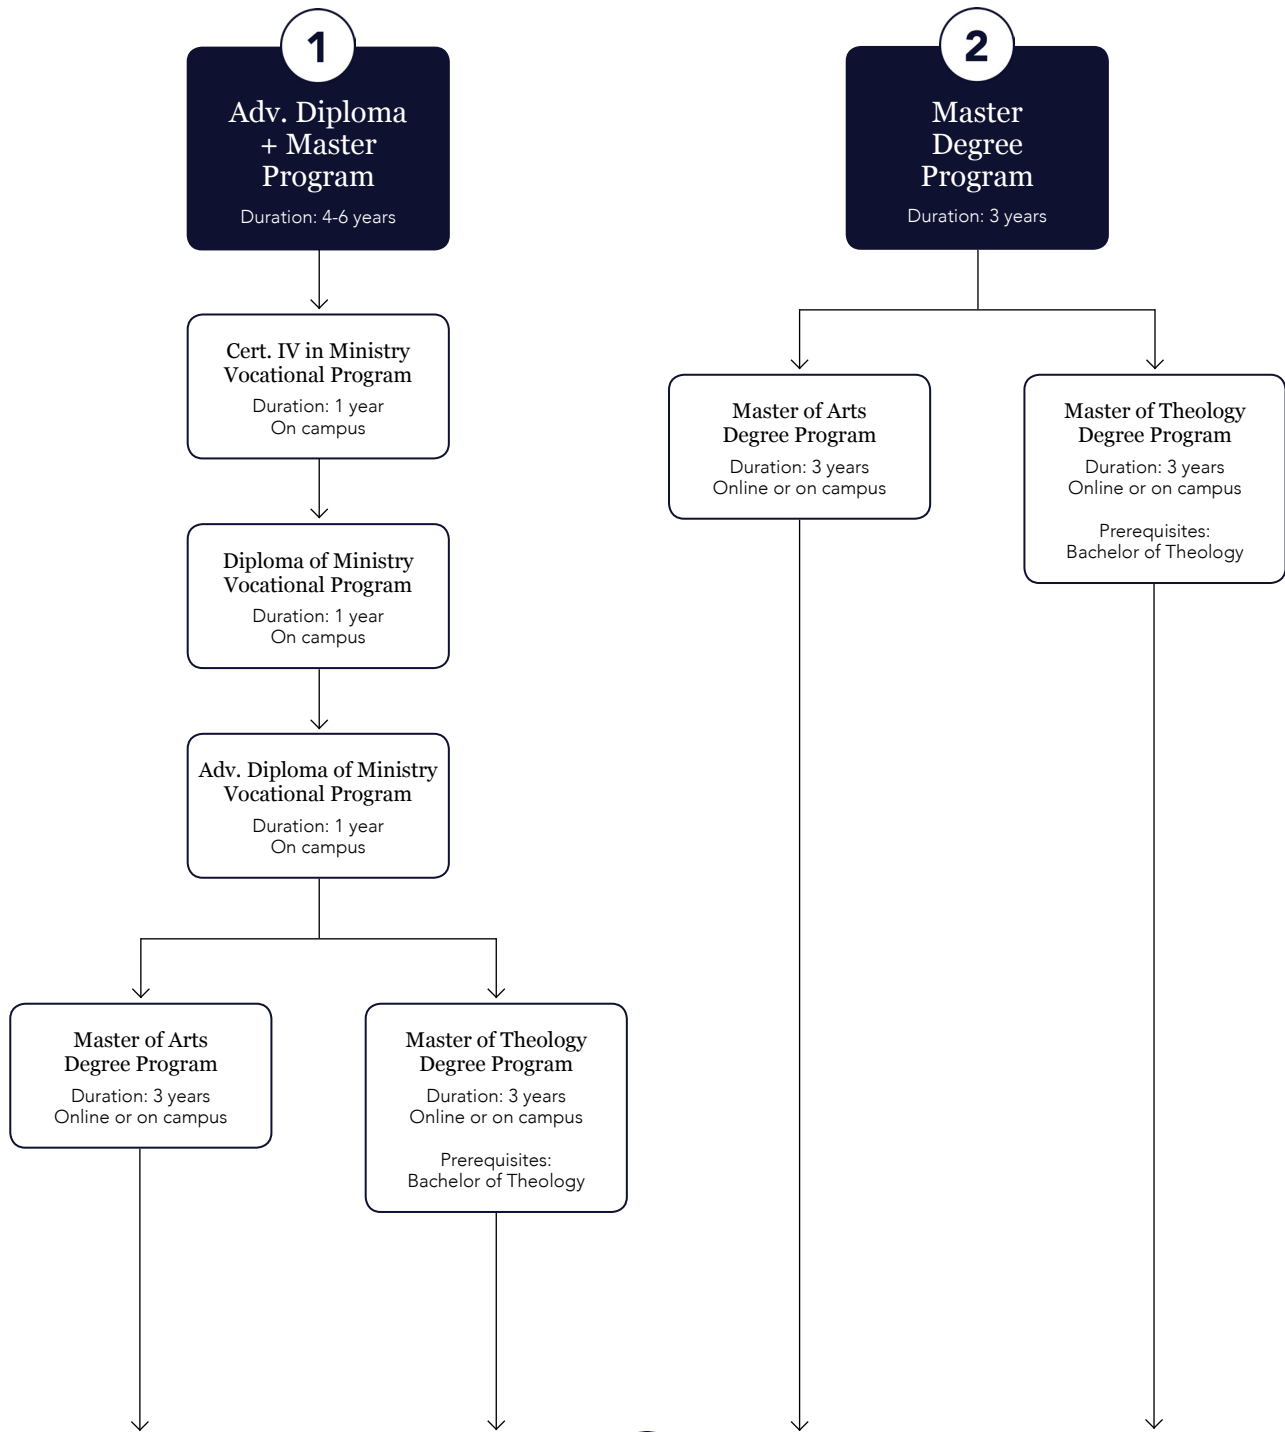 1
Adv. Diploma
+ Master
Program
Duration: 4-6 years
Cert. IV in Ministry
Vocational Program
Duration: 1 year
On campus
Diploma of Ministry
Vocational Program
Duration: 1 year
On campus
Adv. Diploma of Ministry
Vocational Program
Duration: 1 year
On campus
Master of Arts
Degree Program
Duration: 3 years
Online or on campus
Master of Theology
Degree Program
Duration: 3 years
Online or on campus
Prerequisites:
Bachelor of Theology
2
Master
Degree
Program
Duration: 3 years
Master of Arts
Degree Program
Duration: 3 years
Online or on campus
Master of Theology
Degree Program
Duration: 3 years
Online or on campus
Prerequisites:
Bachelor of Theology